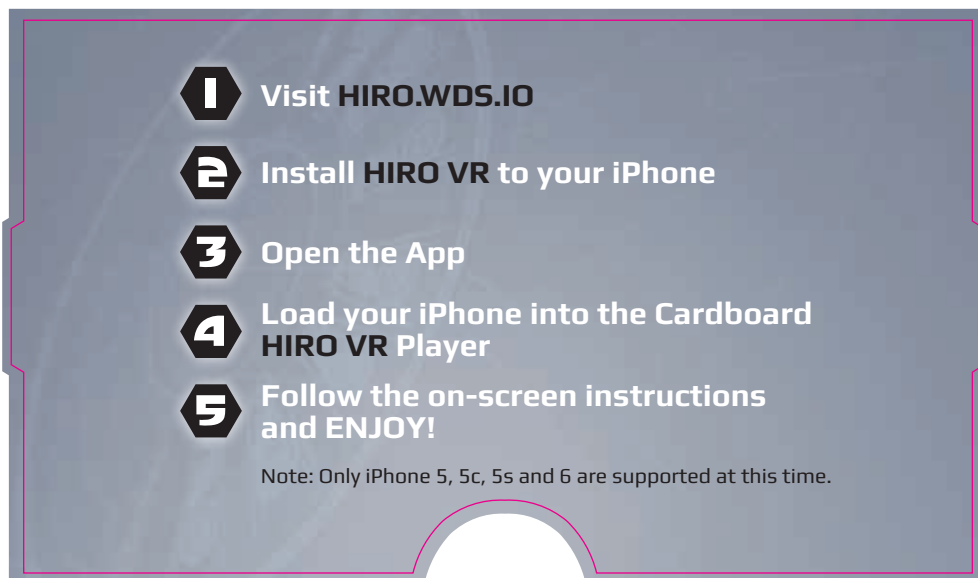 1 Visit HIRO.WDS.IO
2 Install HIRO VR to your iPhone
3 Open the App
4 Load your iPhone into the Cardboard
HIRO VR Player
5 Follow the on-screen instructions
and ENJOY!
Note: Only iPhone 5, 5c, 5s and 6 are supported at this time.